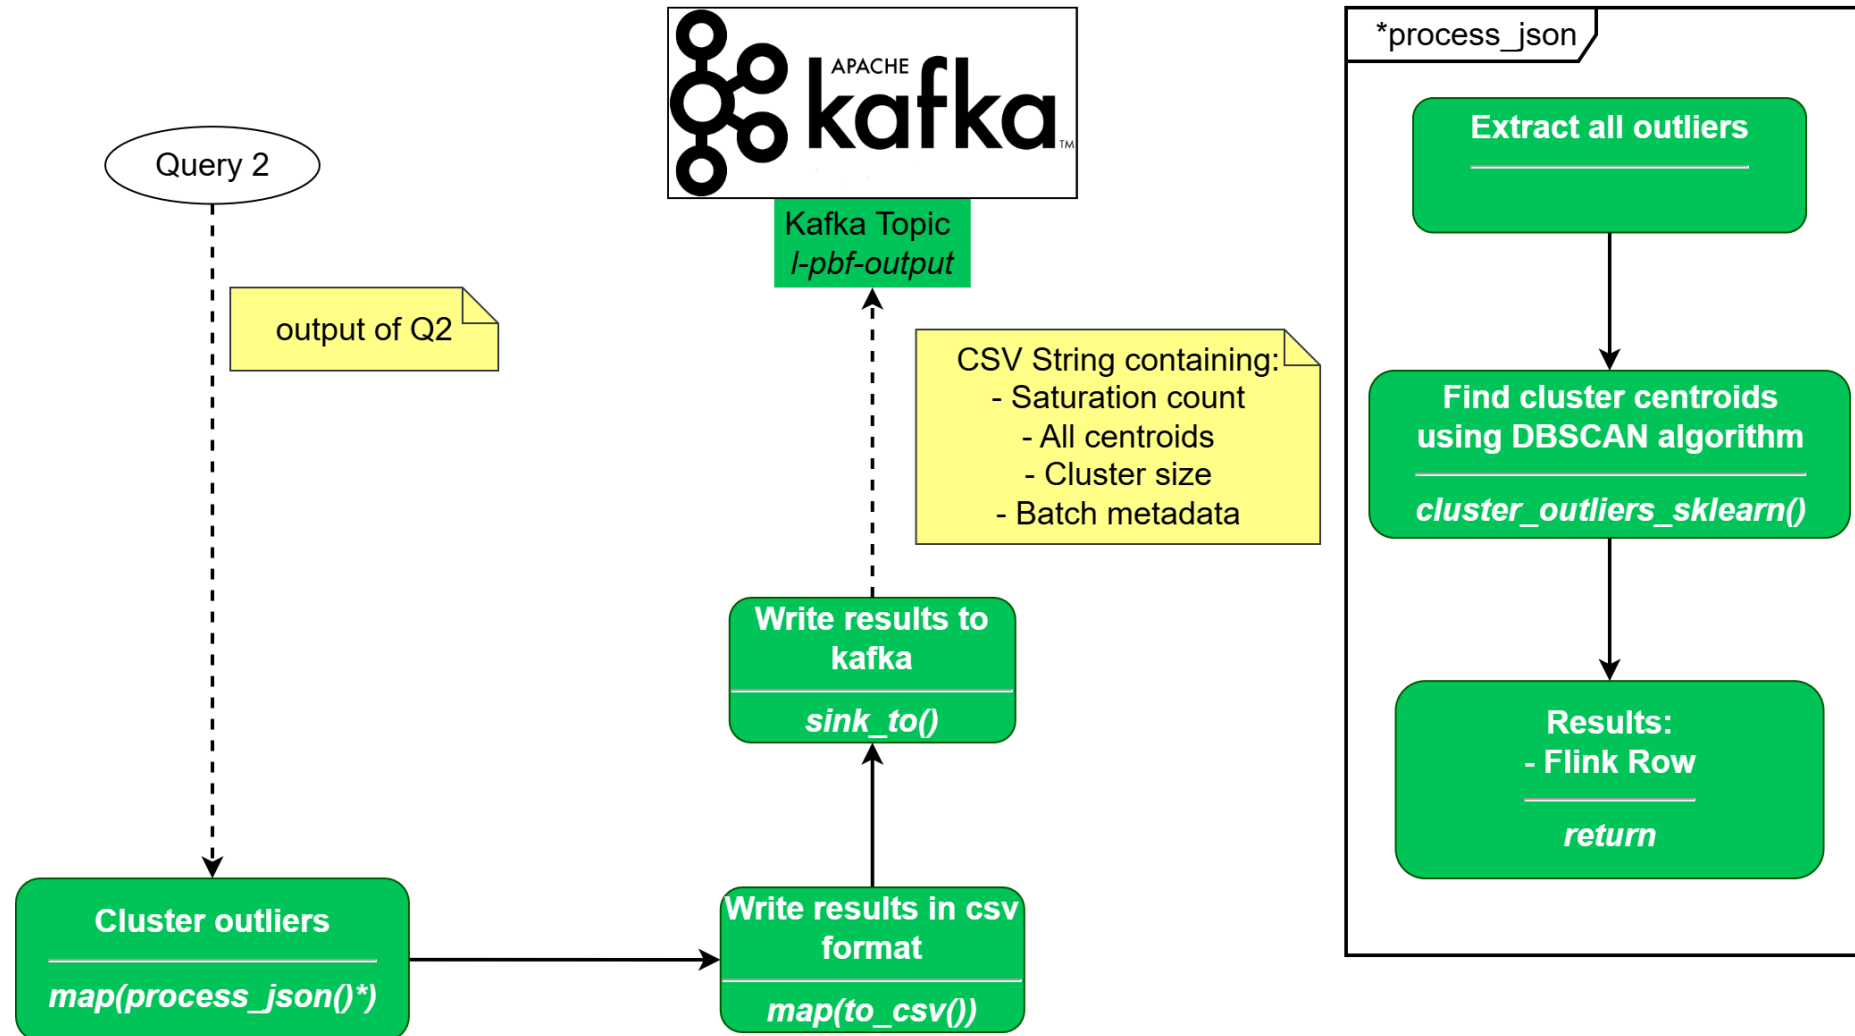 Query 2
output of Q2
APACHE
kafka
TM
Kafka Topic
l-pbf-output
CSV String containing:
- Saturation count
- All centroids
- Cluster size
- Batch metadata
Write results to
kafka
sink_to()
Cluster outliers
map(process_json()*)
Write results in csv
format
map(to_csv())
*process_json
Extract all outliers
Find cluster centroids
using DBSCAN algorithm
cluster_outliers_sklearn()
Results:
- Flink Row
return